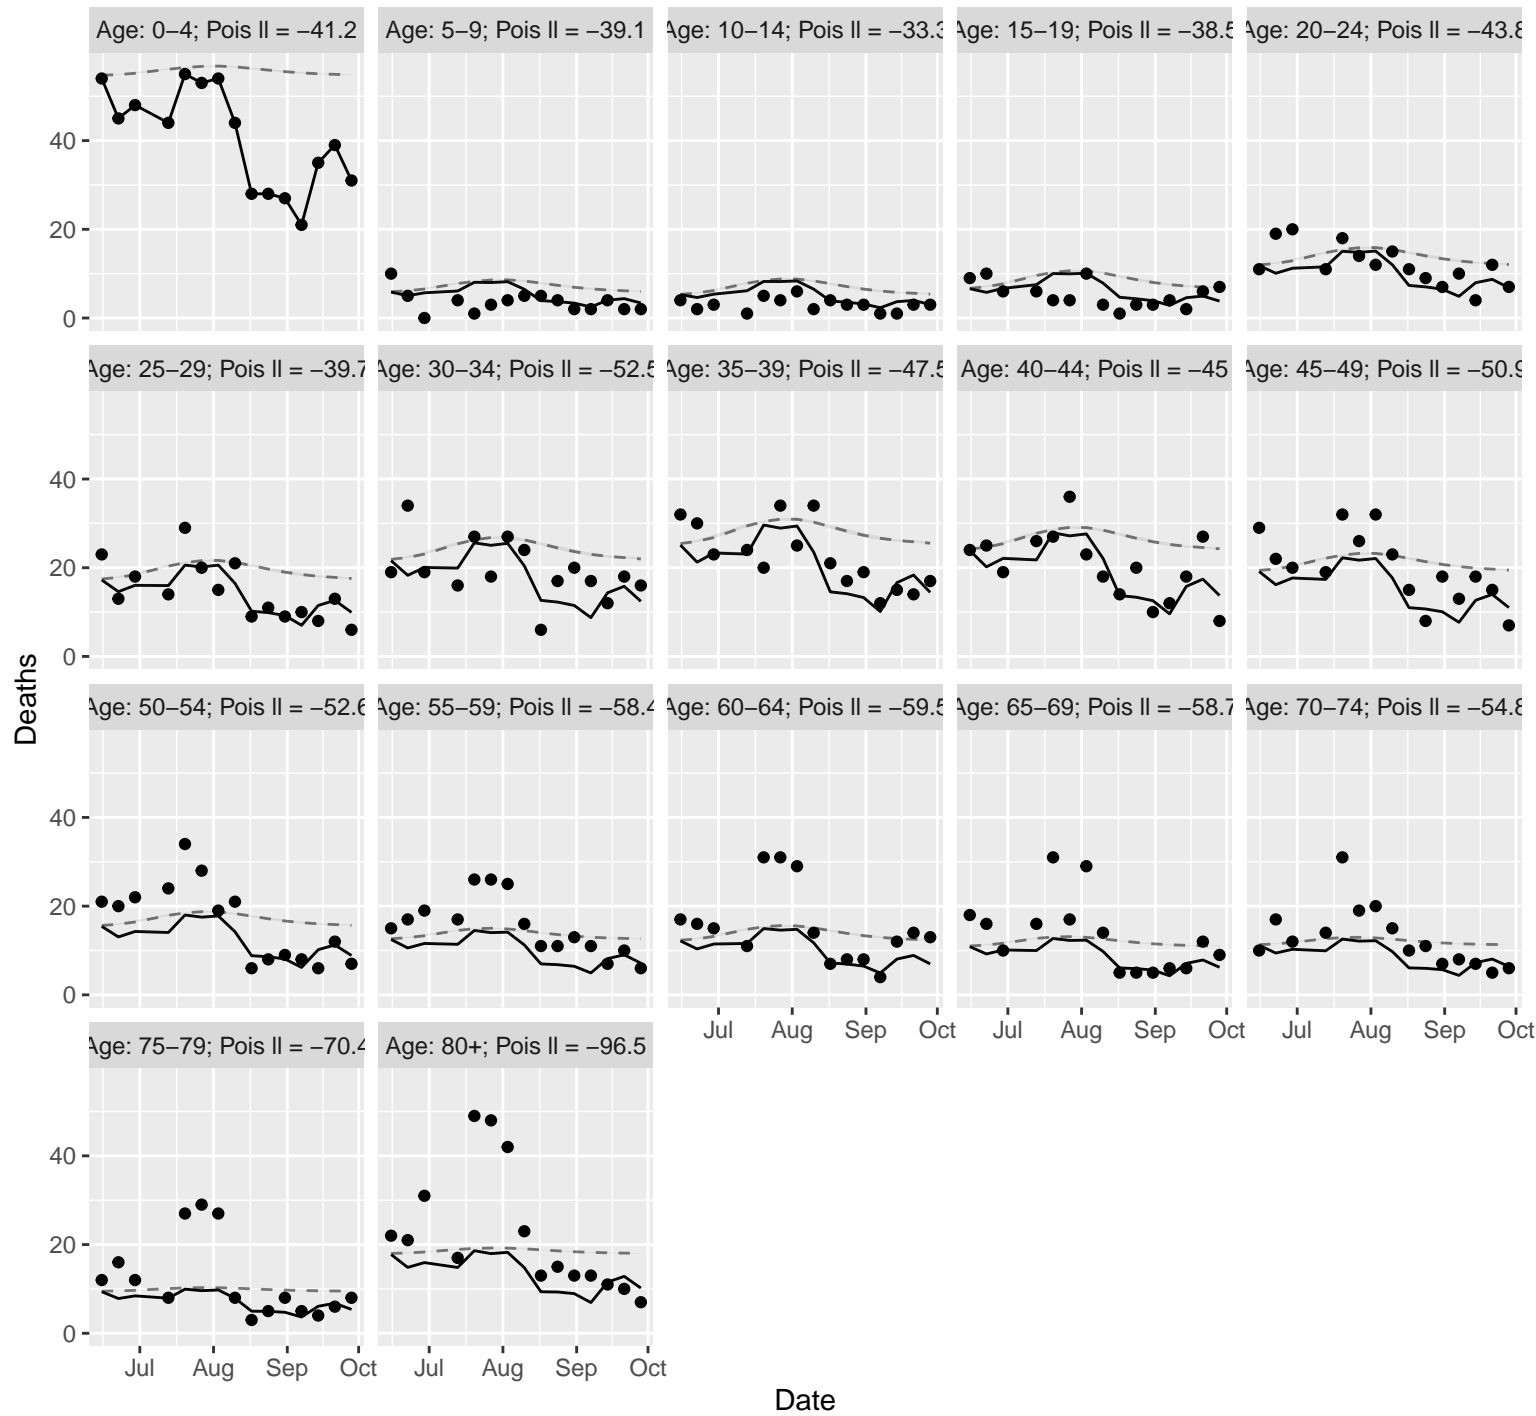 Age: 0−4; Pois ll = −41.2
Age: 5−9; Pois ll = −39.1
Age: 10−14; Pois ll = −33.3
Age: 15−19; Pois ll = −38.5
Age: 20−24; Pois ll = −43.8
40
20
0
Age: 25−29; Pois ll = −39.7
Age: 30−34; Pois ll = −52.5
Age: 35−39; Pois ll = −47.5
Age: 40−44; Pois ll = −45
Age: 45−49; Pois ll = −50.9
40
20
0
Deaths
Age: 50−54; Pois ll = −52.6
Age: 55−59; Pois ll = −58.4
Age: 60−64; Pois ll = −59.5
Age: 65−69; Pois ll = −58.7
Age: 70−74; Pois ll = −54.8
40
20
0
Jul Aug Sep Oct
Jul Aug Sep Oct
Jul Aug Sep Oct
Age: 75−79; Pois ll = −70.4
Age: 80+; Pois ll = −96.5
40
20
0
Jul Aug Sep Oct
Jul Aug Sep Oct
Date